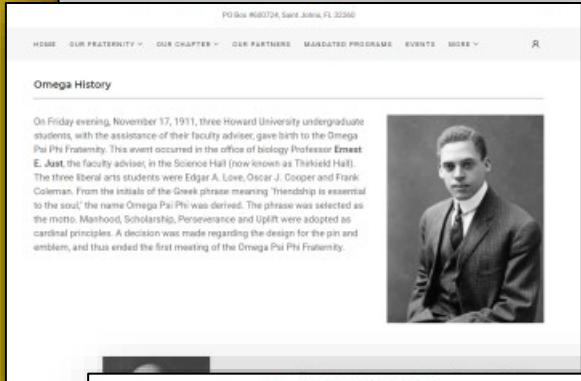 PO Box #600724, Saint Johns, FL 32260
HOME OUR FRATERNITY OUR CHAPTER OUR PARTNERS MANDATED PROGRAMS EVENTS MORE
Omega History
On Friday evening, November 17, 1911, three Howard University undergraduate
students, with the assistance of their faculty adviser, gave birth to the Omega
Psi Phi Fraternity. This event occurred in the office of biology Professor Ernest
E. Just, the faculty adviser, in the Science Hall (now known as Thirkield Hall).
The three liberal arts students were Edgar A. Love, Oscar J. Cooper and Frank
Coleman. From the initials of the Greek phrase meaning 'friendship is essential
to the soul,' the name Omega Psi Phi was derived. The phrase was selected as
the motto. Manhood, Scholarship, Perseverance and Uplift were adopted as
cardinal principles. A decision was made regarding the design for the pin and
emblem, and thus ended the first meeting of the Omega Psi Phi Fraternity.